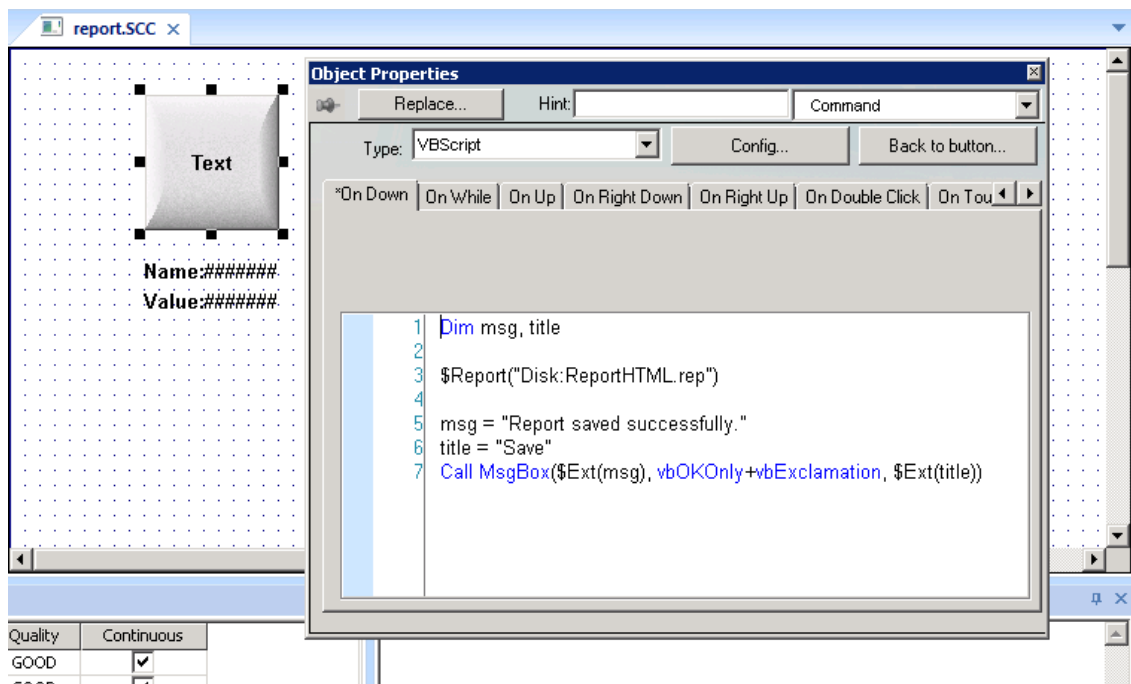 report.SCC
Object Properties
Replace... Hint: Command
Type: VBScript Config... Back to button...
*On Down On While On Up On Right Down On Right Up On Double Click On Tou
Text
Name:#######
Value:#######
1 Dim msg, title
2
3 $Report("Disk:ReportHTML.rep")
4
5 msg = "Report saved successfully."
6 title = "Save"
7 Call MsgBox($Ext(msg), vbOKOnly+vbExclamation, $Ext(title))
Quality Continuous
GOOD